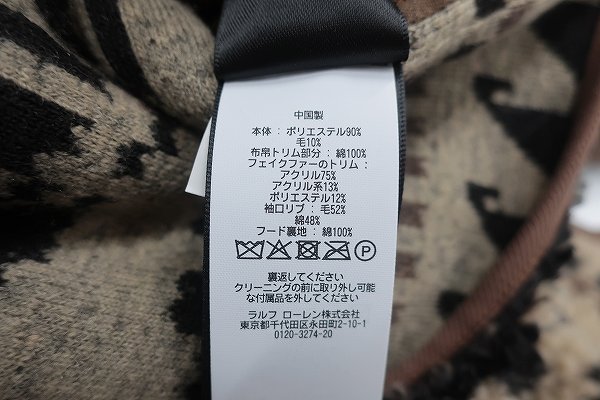 中国製
本体 : ポリエステル90%
毛10%
布帛トリム部分 : 綿100%
フェイクファーのトリム :
アクリル75%
アクリル系13%
ポリエステル12%
袖口リブ : 毛52%
綿48%
フード裏地 : 綿100%
P
裏返してください
クリーニングの前に取り外し可能
な付属品を外してください
ラルフ ローレン株式会社
東京都千代田区永田町2-10-1
0120-3274-20